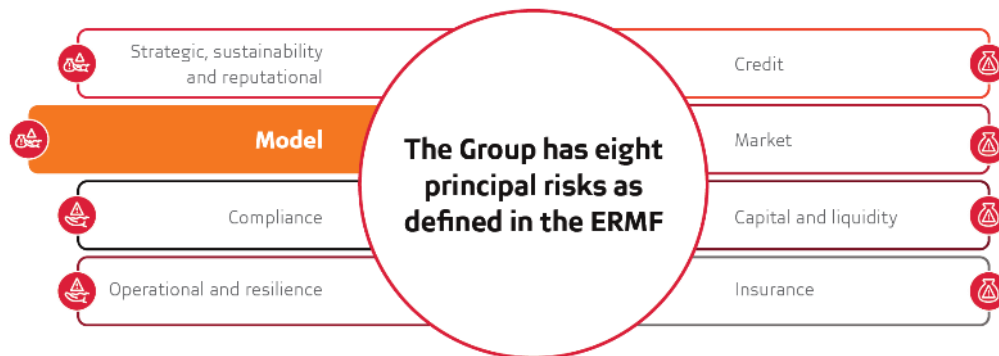 Strategic, sustainability
and reputational
Model
Compliance
Operational and resilience
The Group has eight
principal risks as
defined in the ERMF
Credit
Market
Capital and liquidity
Insurance